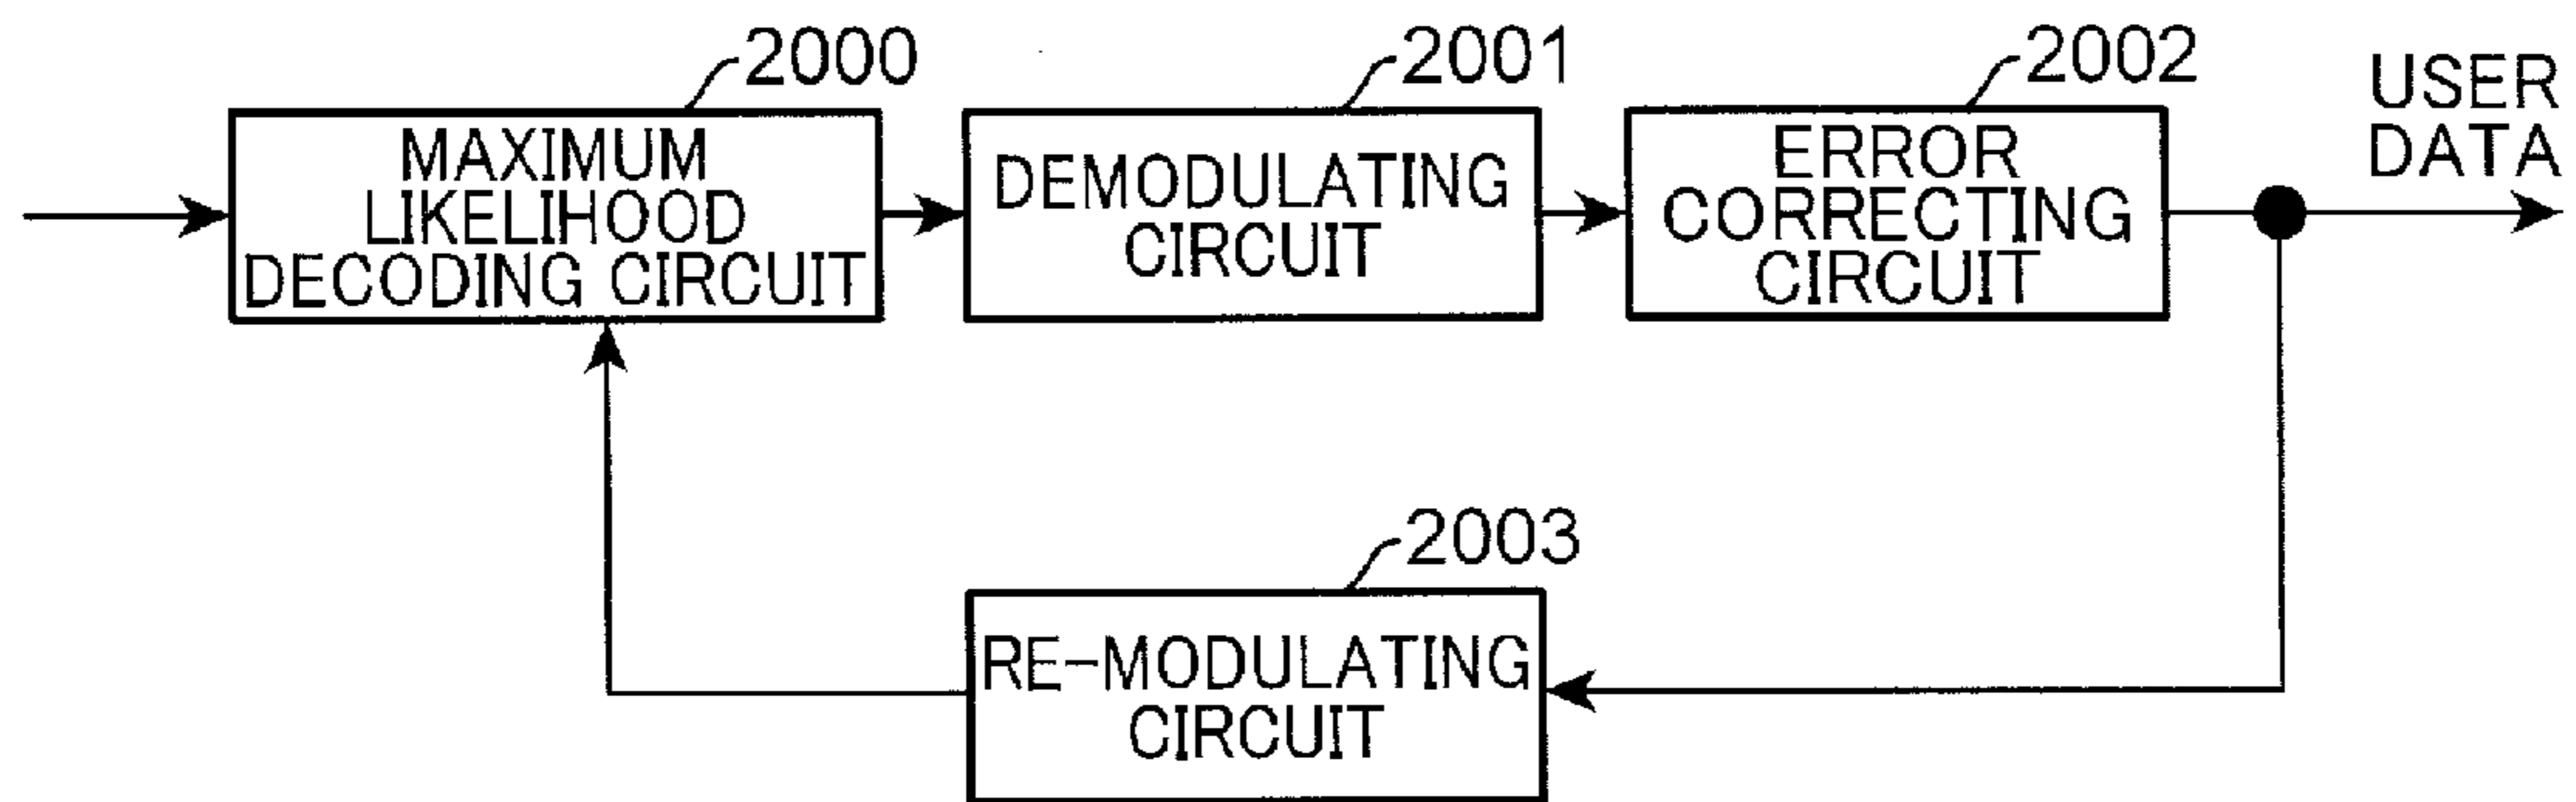 2000
2001
2002
USER
DATA
MAXIMUM
LIKELIHOOD
DECODING CIRCUIT
DEMODULATING
CIRCUIT
ERROR
CORRECTING
CIRCUIT
2003
RE-MODULATING
CIRCUIT